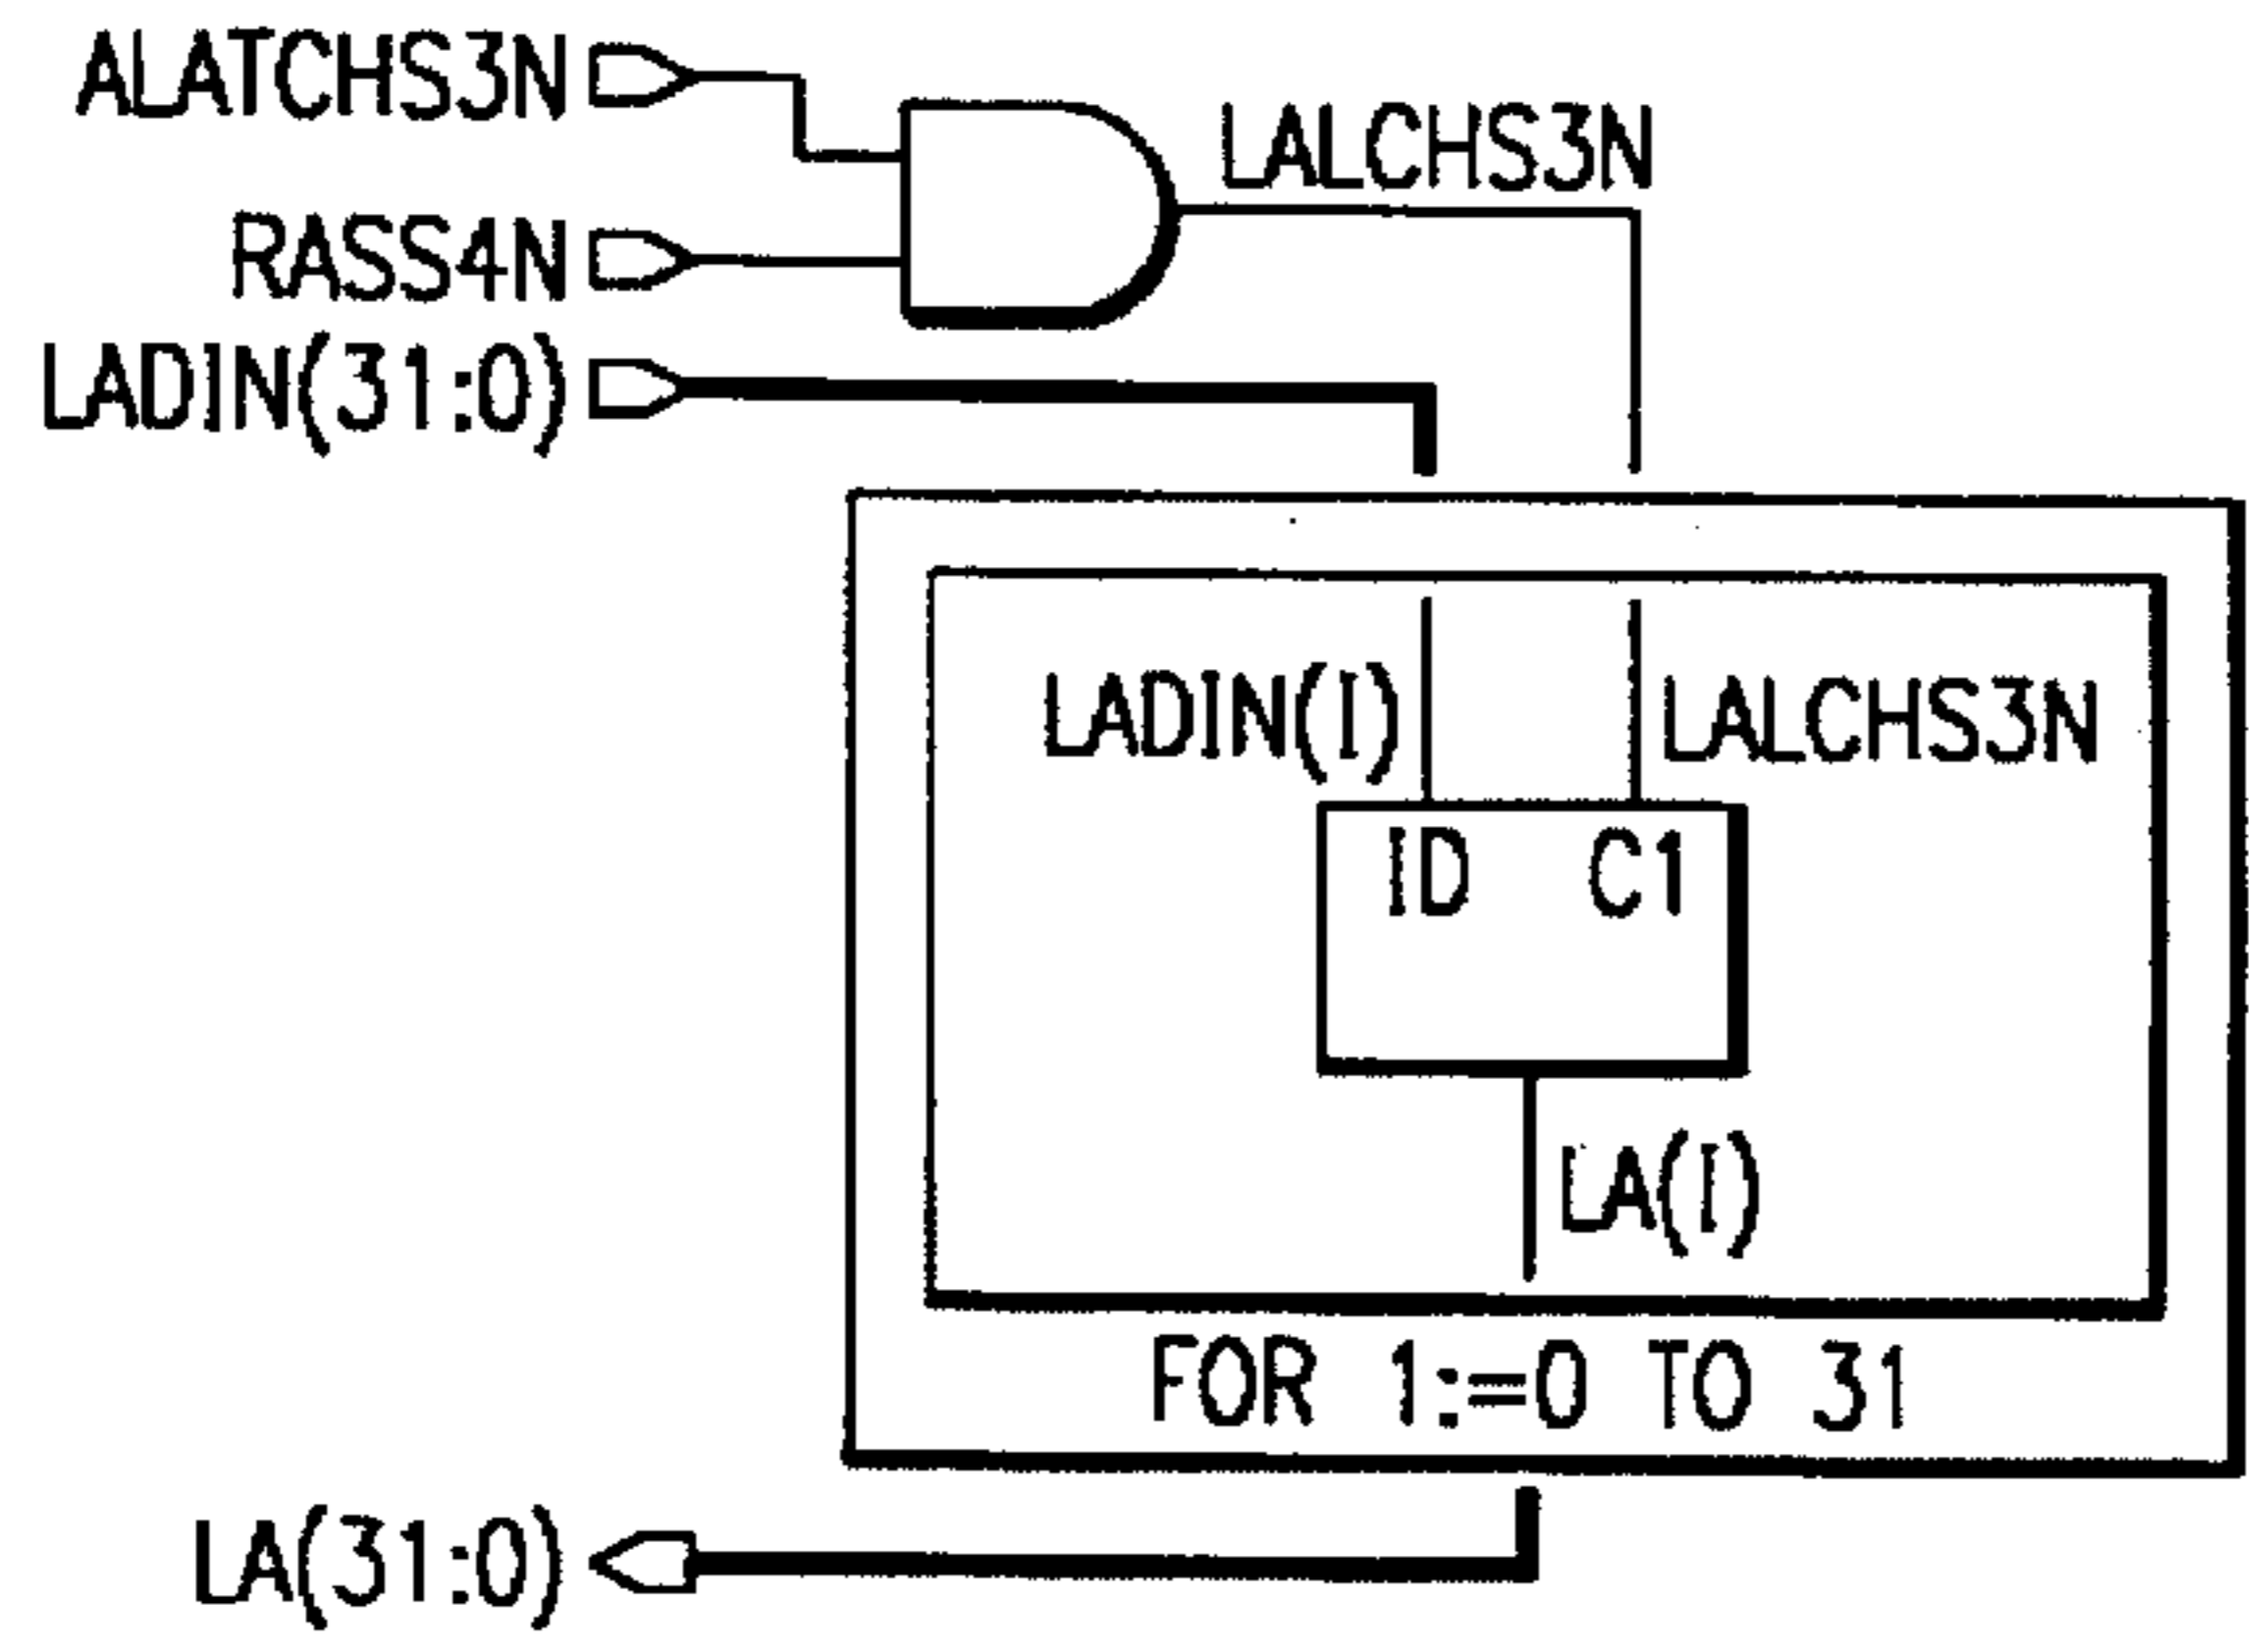 ALATCHS3N
LALCHS3N
RASS4N
LADIN(31:0)
LADIN(I)
LALCHS3N
ID C1
LA(I)
FOR 1:=0 TO 31
LA(31:0)